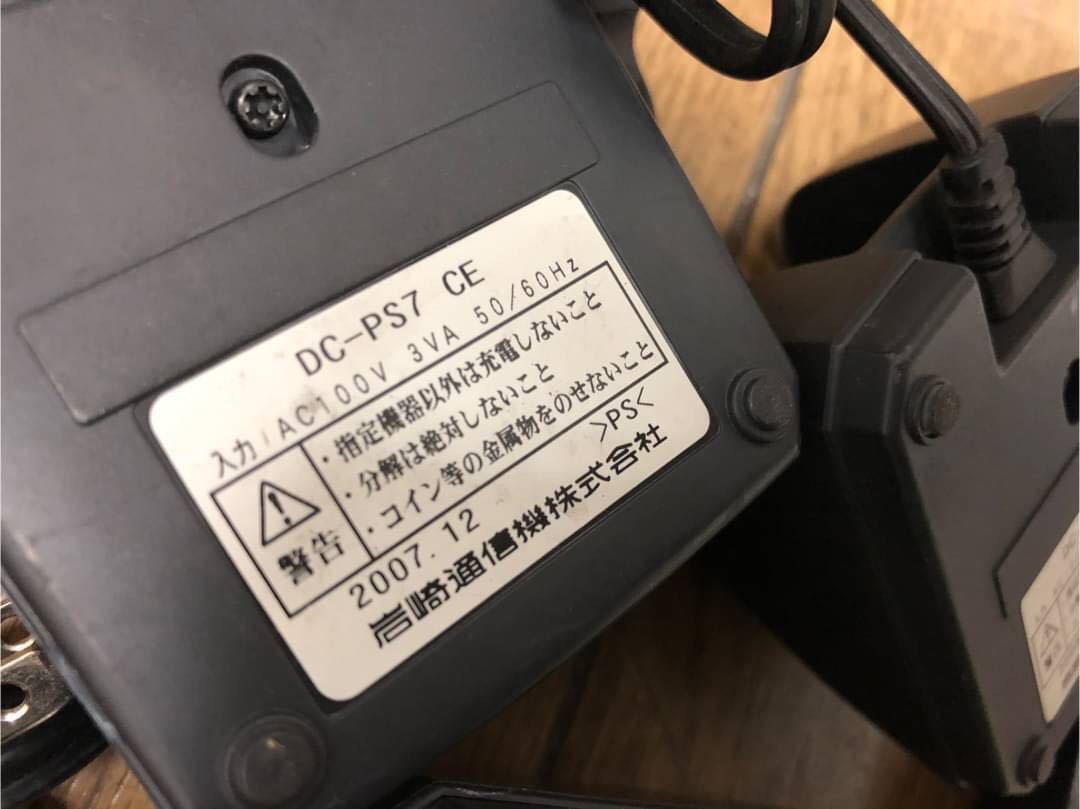 DC-PS7 CE
入力:AC100V 3VA 50/60Hz
・指定機器以外は充電しないこと
・分解は絶対しないこと
・コイン等の金属物をのせないこと
警告
2007.12 >PS<
岩崎通信機株式会社